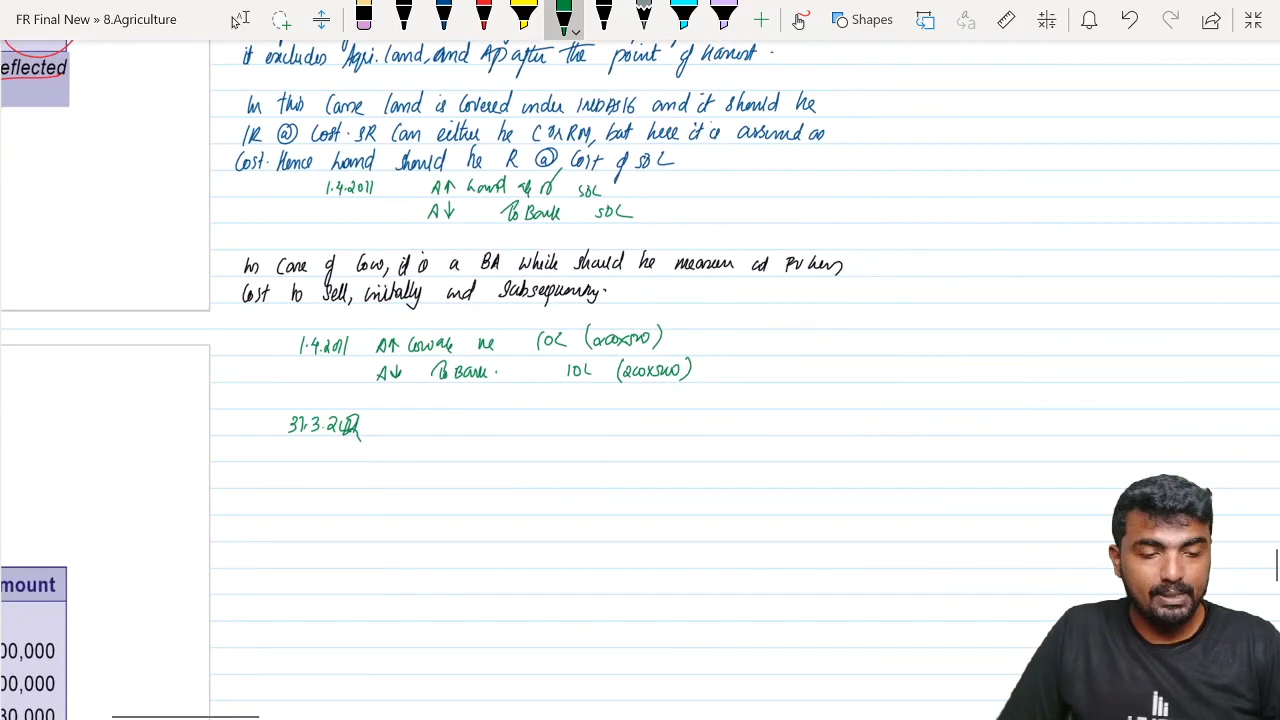 FR Final New » 8.Agriculture
Shapes
it excludes Agri. land, and AP after the point of Harvest.
eflected
In this Case land is Covered under INDAS16 and it should be
IR @ Cost. SR Can either be C or RM, but here it is assumed as
Cost. Hence Land should be R @ Cost of 50L
1.4.2011 A↑ Land a/c Dr 50L
A↓ To Bank 50L
In Case of Cow, it is a BA which should be measure at FV less
Cost to Sell, initially and Subsequently.
1.4.2011 A↑ Cow a/c 10L (200x5000)
A↓ To Bank. 10L (200x5000)
31.3.20
mount
00,000
00,000
30,000